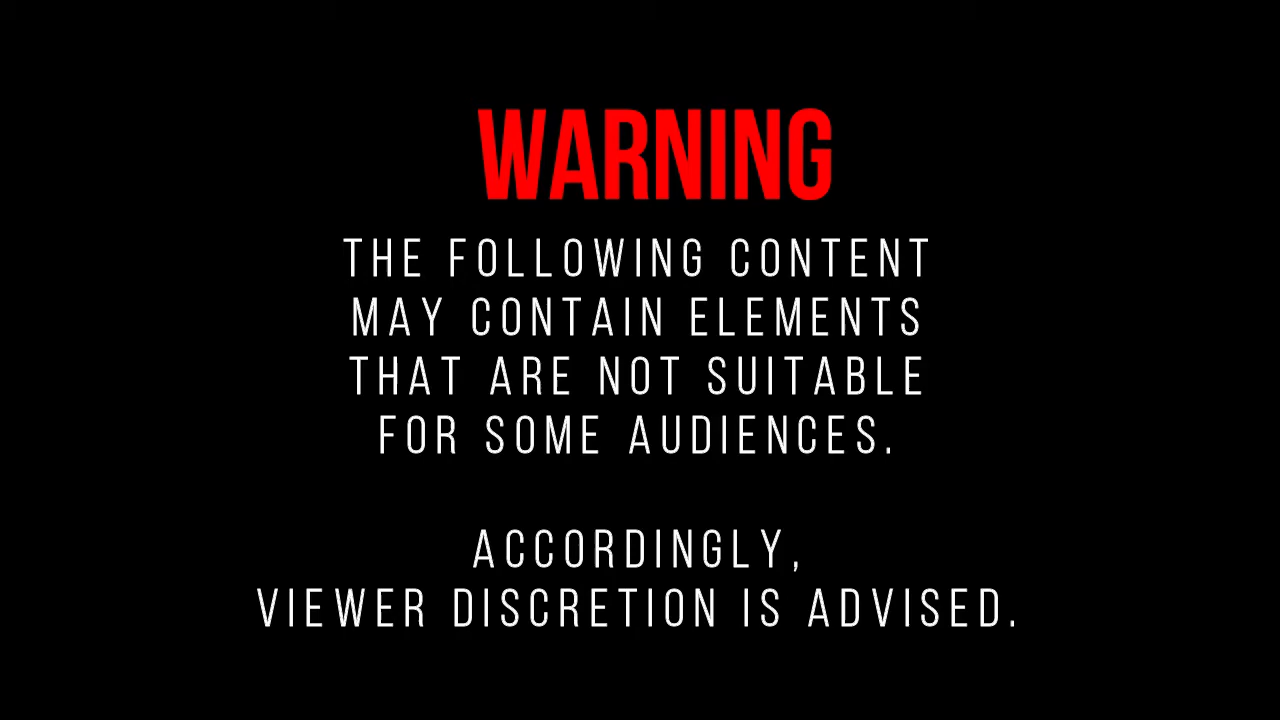 WARNING
THE FOLLOWING CONTENT
MAY CONTAIN ELEMENTS
THAT ARE NOT SUITABLE
FOR SOME AUDIENCES.
ACCORDINGLY,
VIEWER DISCRETION IS ADVISED.